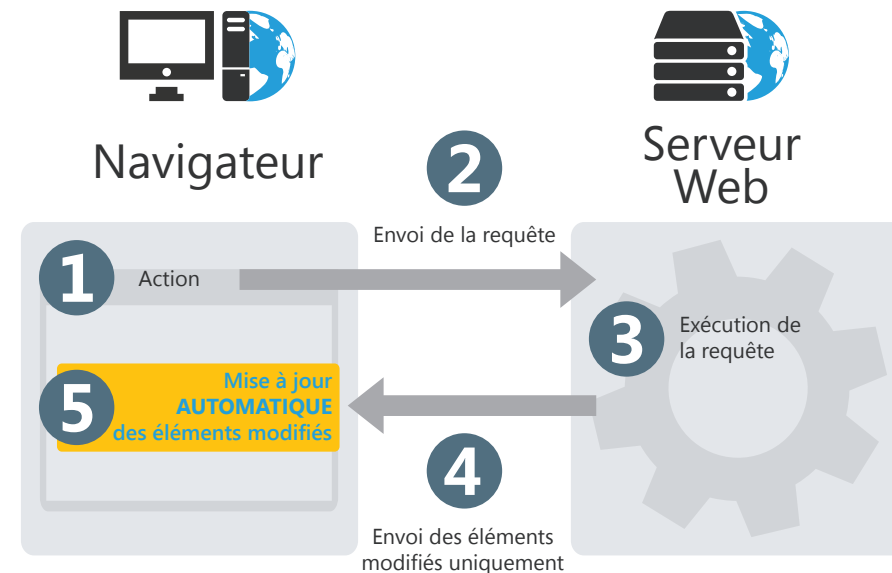 Navigateur
Serveur
Web
2
Envoi de la requête
1
Action
3
Exécution de
la requête
5
Mise à jour
AUTOMATIQUE
des éléments modifiés
4
Envoi des éléments
modifiés uniquement